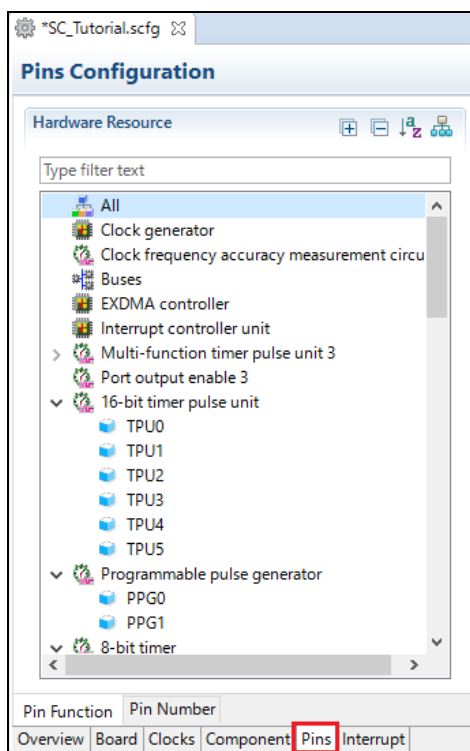 *SC_Tutorial.scfg
Pins Configuration
Hardware Resource
Type filter text
All
Clock generator
Clock frequency accuracy measurement circu
Buses
EXDMA controller
Interrupt controller unit
Multi-function timer pulse unit 3
Port output enable 3
16-bit timer pulse unit
TPU0
TPU1
TPU2
TPU3
TPU4
TPU5
Programmable pulse generator
PPG0
PPG1
8-bit timer
Pin Function Pin Number
Overview Board Clocks Component Pins Interrupt